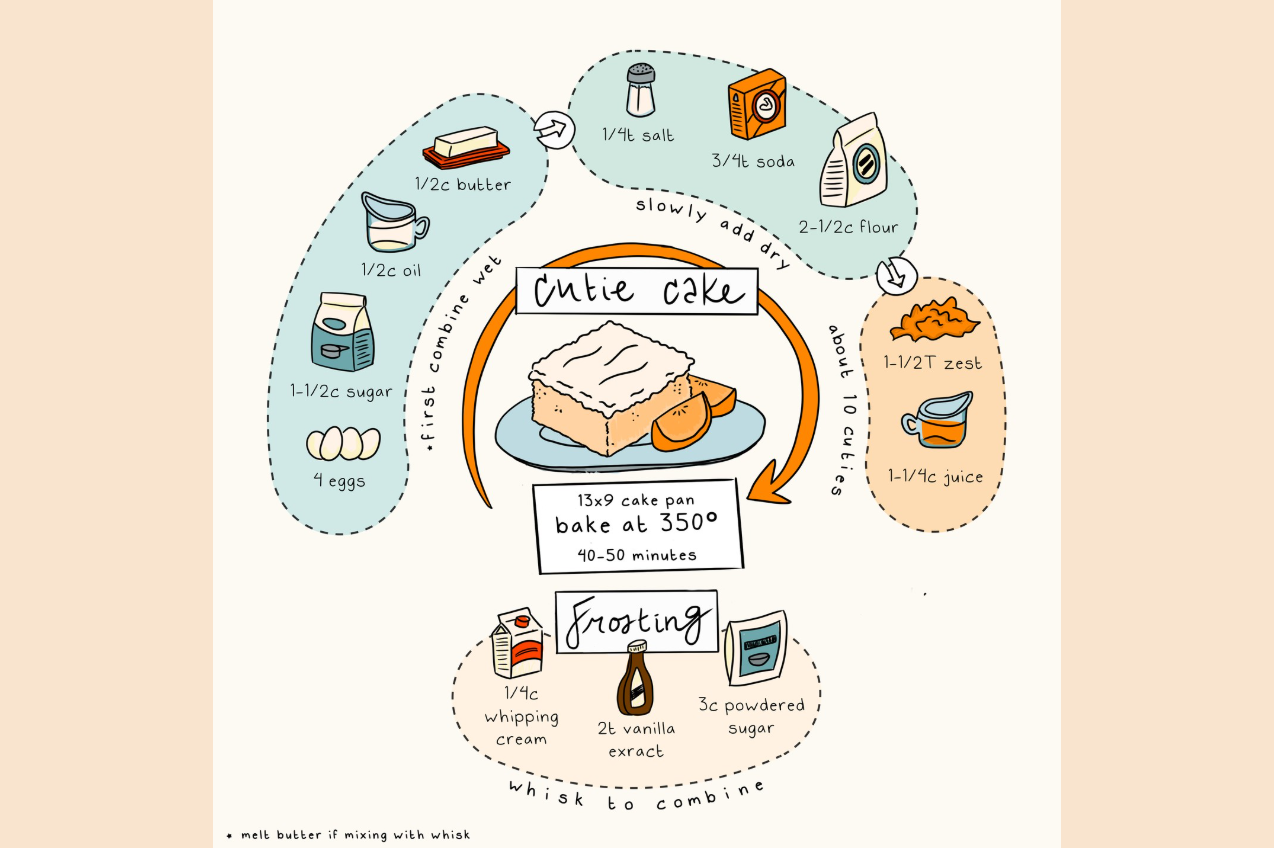 cutie cake
*first combine wet
1/2c butter
1/2c oil
1-1/2c sugar
4 eggs
slowly add dry
1/4t salt
3/4t soda
2-1/2c flour
about 10 cuties
1-1/2T zest
1-1/4c juice
13x9 cake pan
bake at 350°
40-50 minutes
Frosting
1/4c
whipping
cream
2t vanilla
exract
3c powdered
sugar
whisk to combine
* melt butter if mixing with whisk